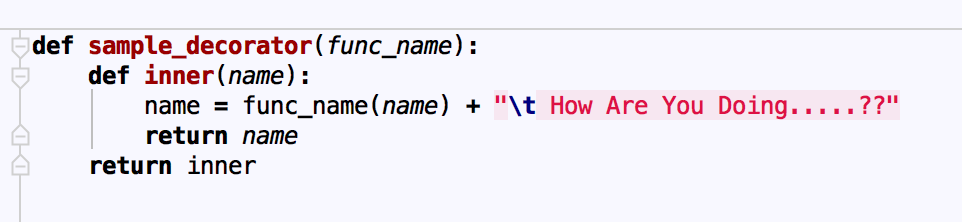 def sample_decorator(func_name):
    def inner(name):
        name = func_name(name) + "\t How Are You Doing.....??"
        return name
    return inner